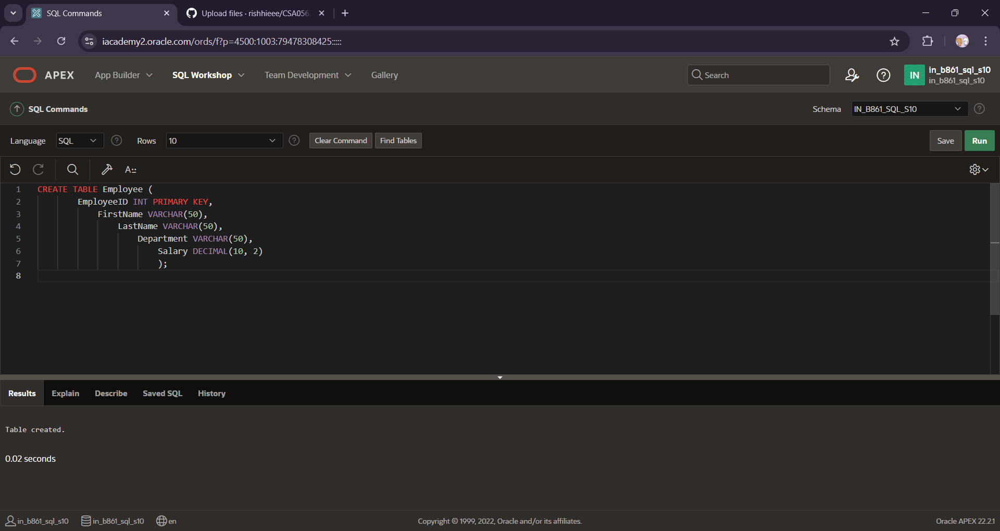 SQL Commands
Upload files · rishhieee/CSA056
iacademy2.oracle.com/ords/f?p=4500:1003:79478308425:::::
APEX
App Builder
SQL Workshop
Team Development
Gallery
Search
IN
in_b861_sql_s10
in_b861_sql_s10
SQL Commands
Schema
IN_B861_SQL_S10
Language
SQL
Rows
10
Clear Command
Find Tables
Save
Run
A::
1 CREATE TABLE Employee (
2 EmployeeID INT PRIMARY KEY,
3 FirstName VARCHAR(50),
4 LastName VARCHAR(50),
5 Department VARCHAR(50),
6 Salary DECIMAL(10, 2)
7 );
8
Results
Explain
Describe
Saved SQL
History
Table created.
0.02 seconds
in_b861_sql_s10
in_b861_sql_s10
en
Copyright © 1999, 2022, Oracle and/or its affiliates.
Oracle APEX 22.2.1